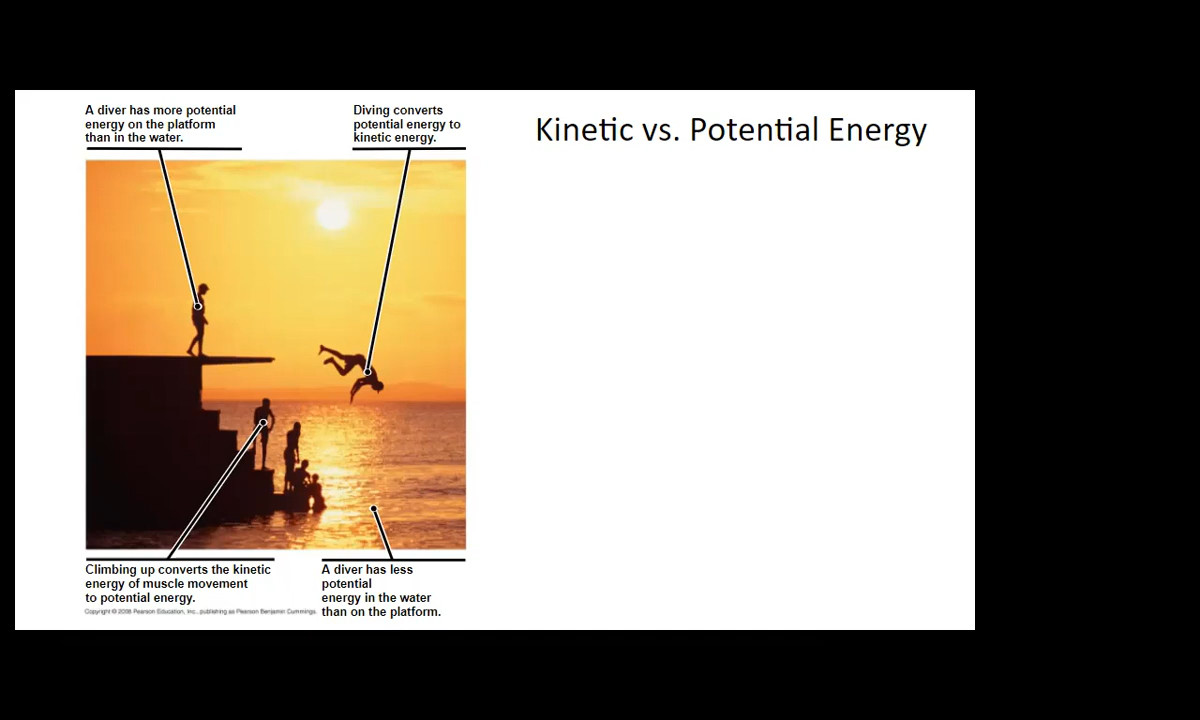 A diver has more potential
energy on the platform
than in the water.
Diving converts
potential energy to
kinetic energy.
Kinetic vs. Potential Energy
Climbing up converts the kinetic
energy of muscle movement
to potential energy.
A diver has less
potential
energy in the water
than on the platform.
Copyright © 2008 Pearson Education, Inc., publishing as Pearson Benjamin Cummings.